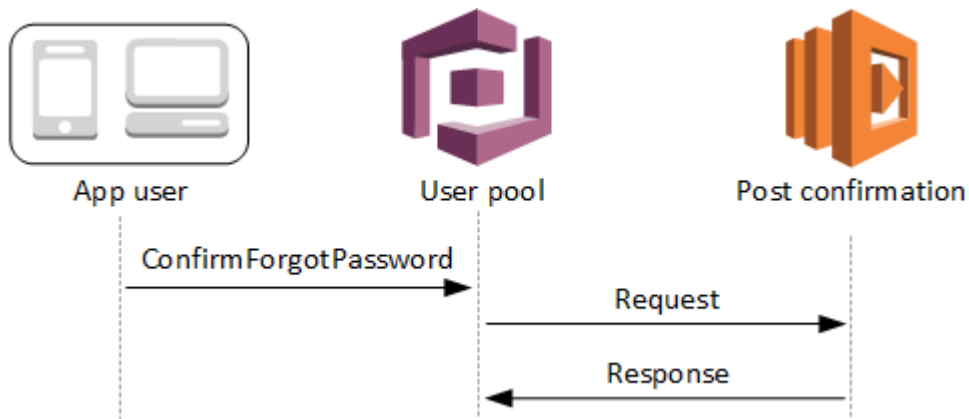 App user
User pool
Post confirmation
ConfirmForgotPassword
Request
Response